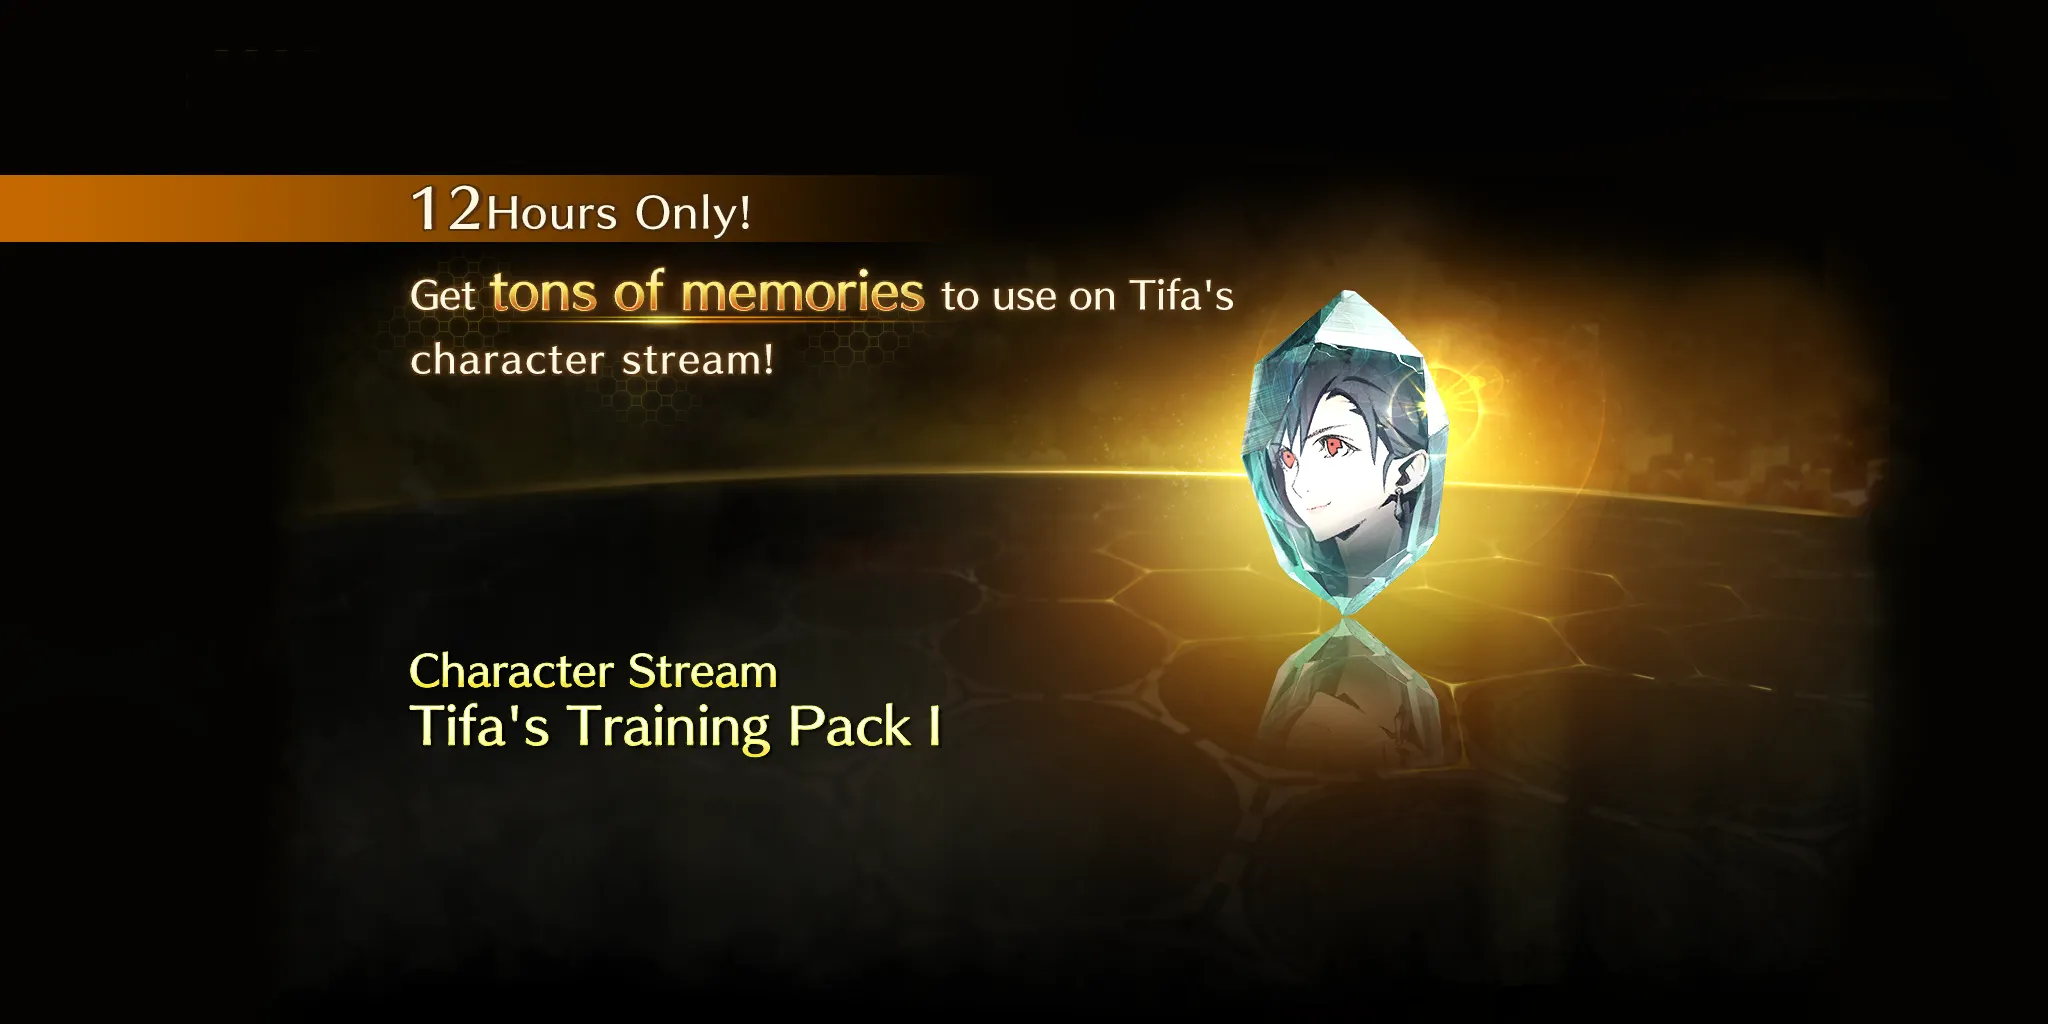 12Hours Only!
Get tons of memories to use on Tifa's
character stream!
Character Stream
Tifa's Training Pack I